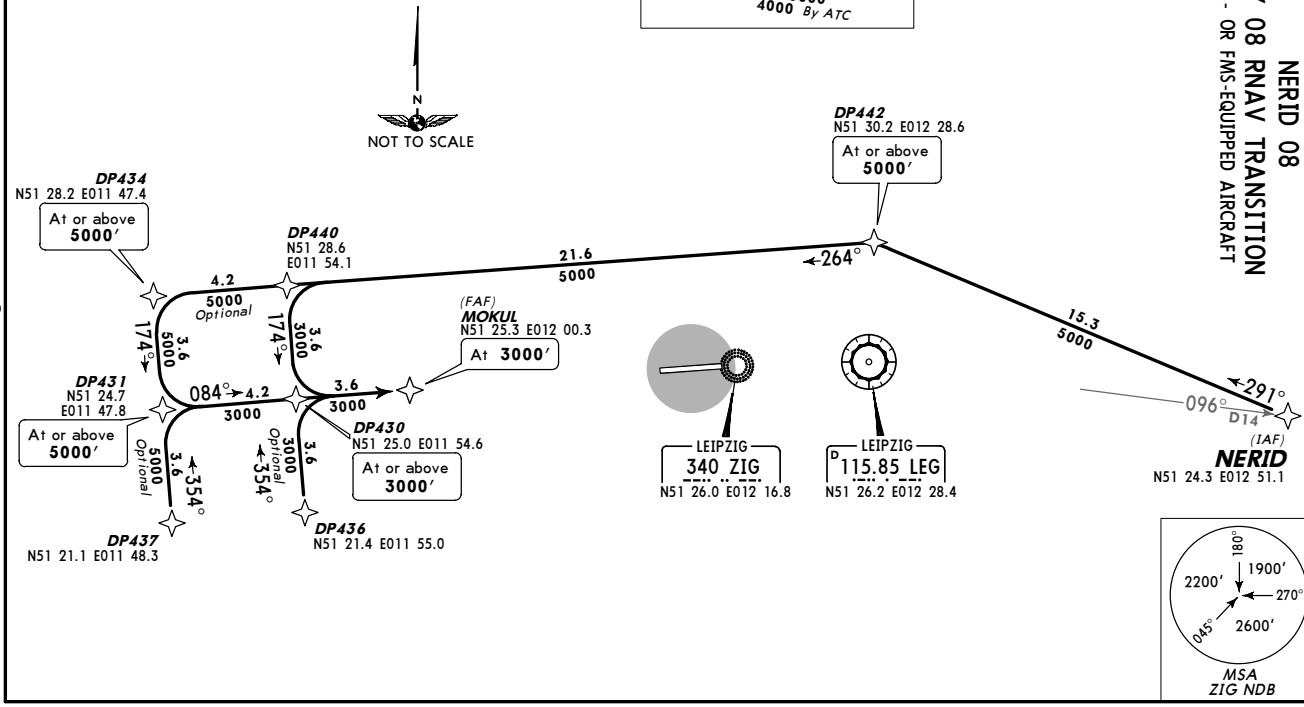 4000 By ATC
NERID 08
08 RNAV TRANSITION
- OR FMS-EQUIPPED AIRCRAFT
N
NOT TO SCALE
DP442
N51 30.2 E012 28.6
At or above
5000'
DP434
N51 28.2 E011 47.4
At or above
5000'
DP440
N51 28.6
E011 54.1
21.6
5000
264°
4.2
5000
Optional
15.3
5000
(FAF)
MOKUL
N51 25.3 E012 00.3
At 3000'
174°
3.6
5000
174°
3.6
3000
DP431
N51 24.7
E011 47.8
At or above
5000'
084°
4.2
3000
3.6
3000
DP430
N51 25.0 E011 54.6
At or above
3000'
291°
096°
D14
(IAF)
NERID
N51 24.3 E012 51.1
LEIPZIG
340 ZIG
N51 26.0 E012 16.8
LEIPZIG
D 115.85 LEG
N51 26.2 E012 28.4
354°
3.6
5000
Optional
354°
3.6
3000
Optional
DP437
N51 21.1 E011 48.3
DP436
N51 21.4 E011 55.0
180°
2200'
1900'
270°
045°
2600'
MSA
ZIG NDB